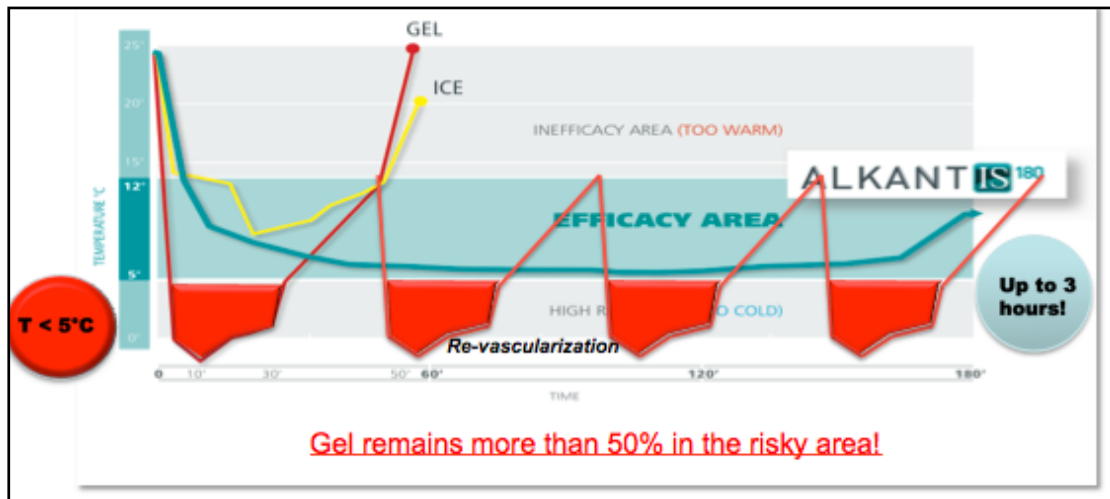 GEL
25°
ICE
20°
INEFFICACY AREA (TOO WARM)
15°
ALKANTIS 180
12°
TEMPERATURE °C
EFFICACY AREA
5°
T < 5°C
HIGH R
O COLD)
Up to 3
hours!
0°
Re-vascularization
0 10' 30' 50' 60' 120' 180'
TIME
Gel remains more than 50% in the risky area!